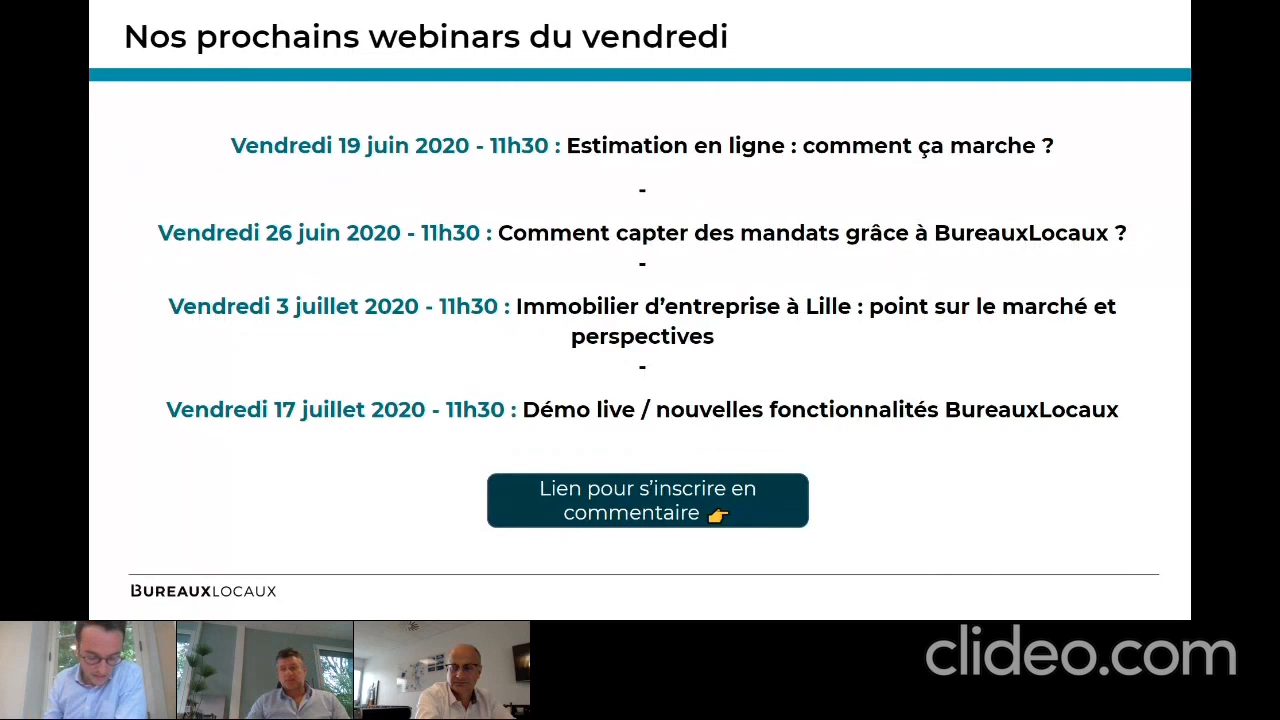 Nos prochains webinars du vendredi
Vendredi 19 juin 2020 - 11h30 : Estimation en ligne : comment ça marche ?
-
Vendredi 26 juin 2020 - 11h30 : Comment capter des mandats grâce à BureauxLocaux ?
-
Vendredi 3 juillet 2020 - 11h30 : Immobilier d’entreprise à Lille : point sur le marché et
perspectives
-
Vendredi 17 juillet 2020 - 11h30 : Démo live / nouvelles fonctionnalités BureauxLocaux
Lien pour s’inscrire en
commentaire 👉
BUREAUXLOCAUX
clideo.com